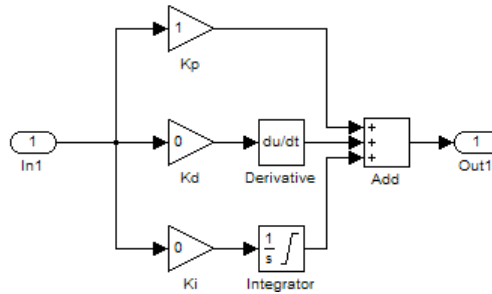 1
Kp
1
In1
0
Kd
du/dt
Derivative
+
+
+
Add
1
Out1
0
Ki
1
s
Integrator